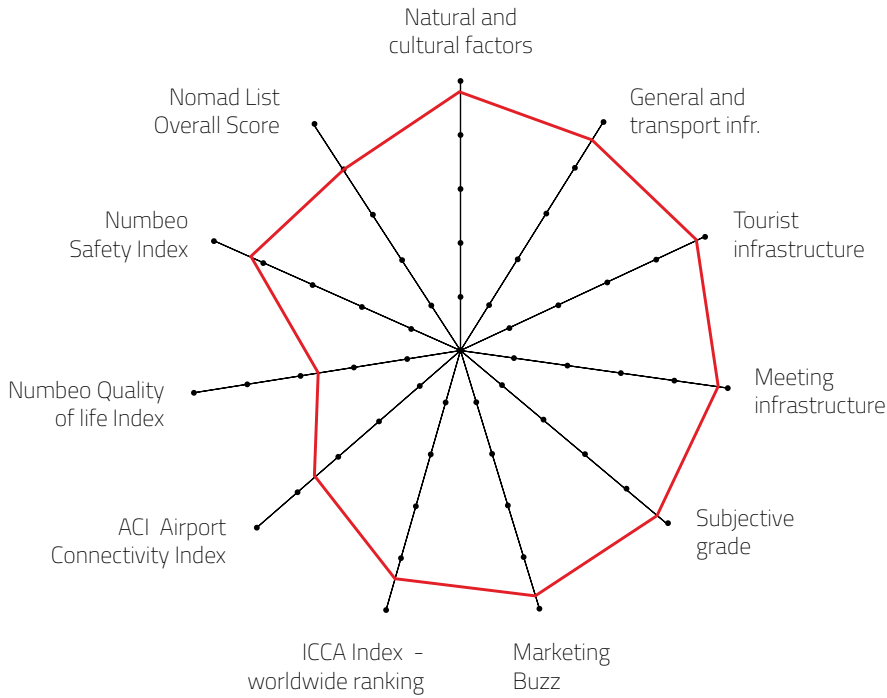 Natural and
cultural factors
General and
transport infr.
Tourist
infrastructure
Meeting
infrastructure
Subjective
grade
Marketing
Buzz
ICCA Index -
worldwide ranking
ACI Airport
Connectivity Index
Numbeo Quality
of life Index
Numbeo
Safety Index
Nomad List
Overall Score